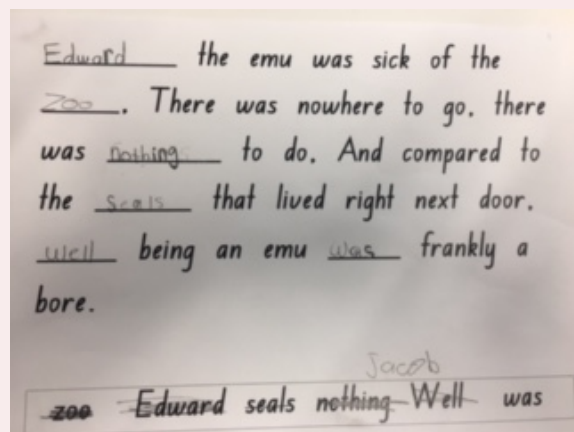 Edward the emu was sick of the
Zoo. There was nowhere to go. there
was nothing to do. And compared to
the seals that lived right next door.
well being an emu was frankly a
bore.
Jacob
zoo Edward seals nothing Well was